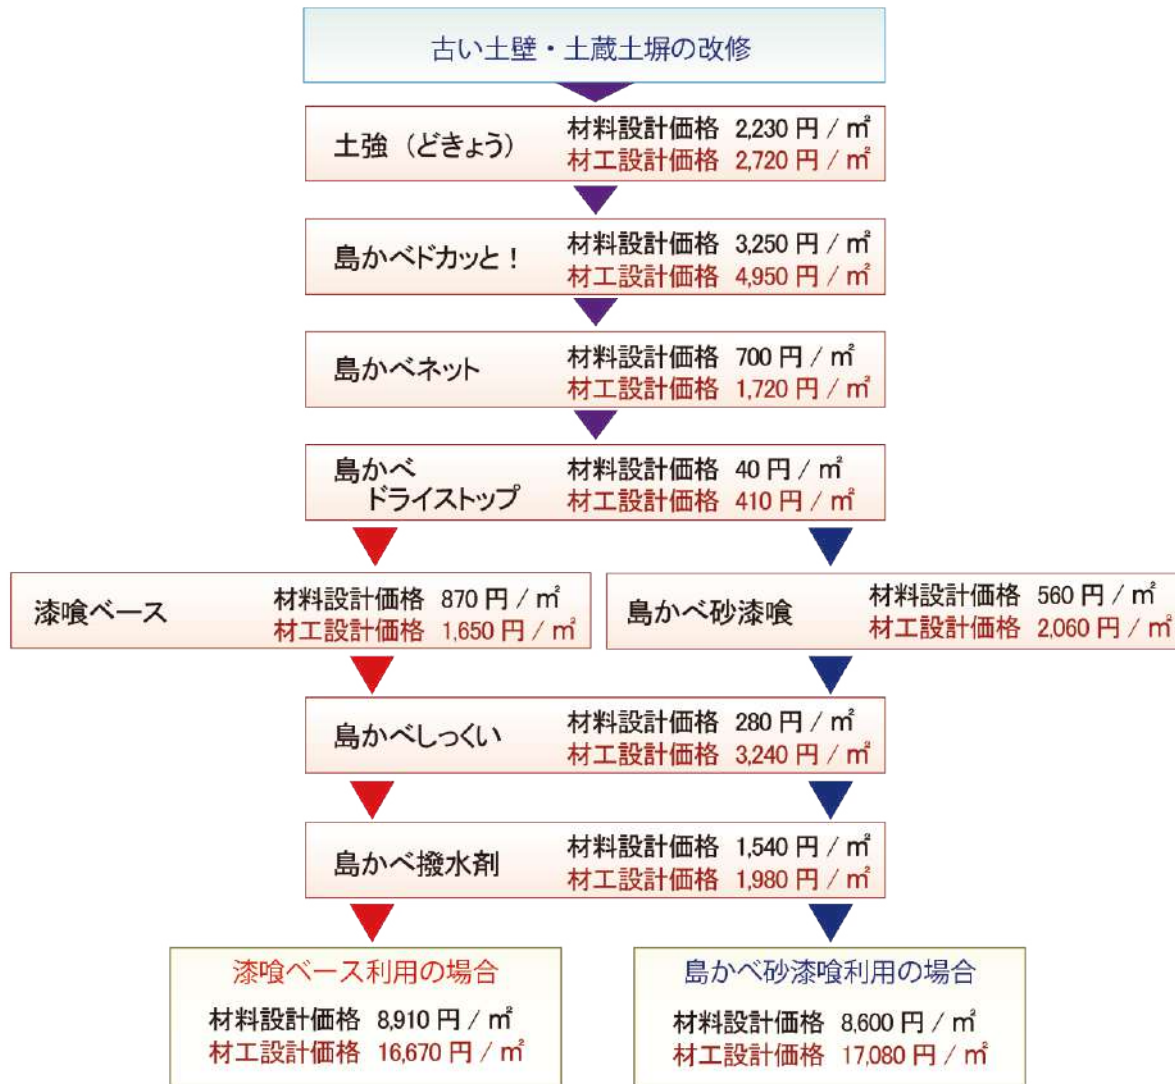 古い土壁・土蔵土塀の改修
土強（どきょう） 材料設計価格 2,230 円 / ㎡
材工設計価格 2,720 円 / ㎡
島かべドカッと！ 材料設計価格 3,250 円 / ㎡
材工設計価格 4,950 円 / ㎡
島かべネット 材料設計価格 700 円 / ㎡
材工設計価格 1,720 円 / ㎡
島かべ 材料設計価格 40 円 / ㎡
ドライストップ 材工設計価格 410 円 / ㎡
漆喰ベース 材料設計価格 870 円 / ㎡
材工設計価格 1,650 円 / ㎡
島かべ砂漆喰 材料設計価格 560 円 / ㎡
材工設計価格 2,060 円 / ㎡
島かべしっくい 材料設計価格 280 円 / ㎡
材工設計価格 3,240 円 / ㎡
島かべ撥水剤 材料設計価格 1,540 円 / ㎡
材工設計価格 1,980 円 / ㎡
漆喰ベース利用の場合
材料設計価格 8,910 円 / ㎡
材工設計価格 16,670 円 / ㎡
島かべ砂漆喰利用の場合
材料設計価格 8,600 円 / ㎡
材工設計価格 17,080 円 / ㎡